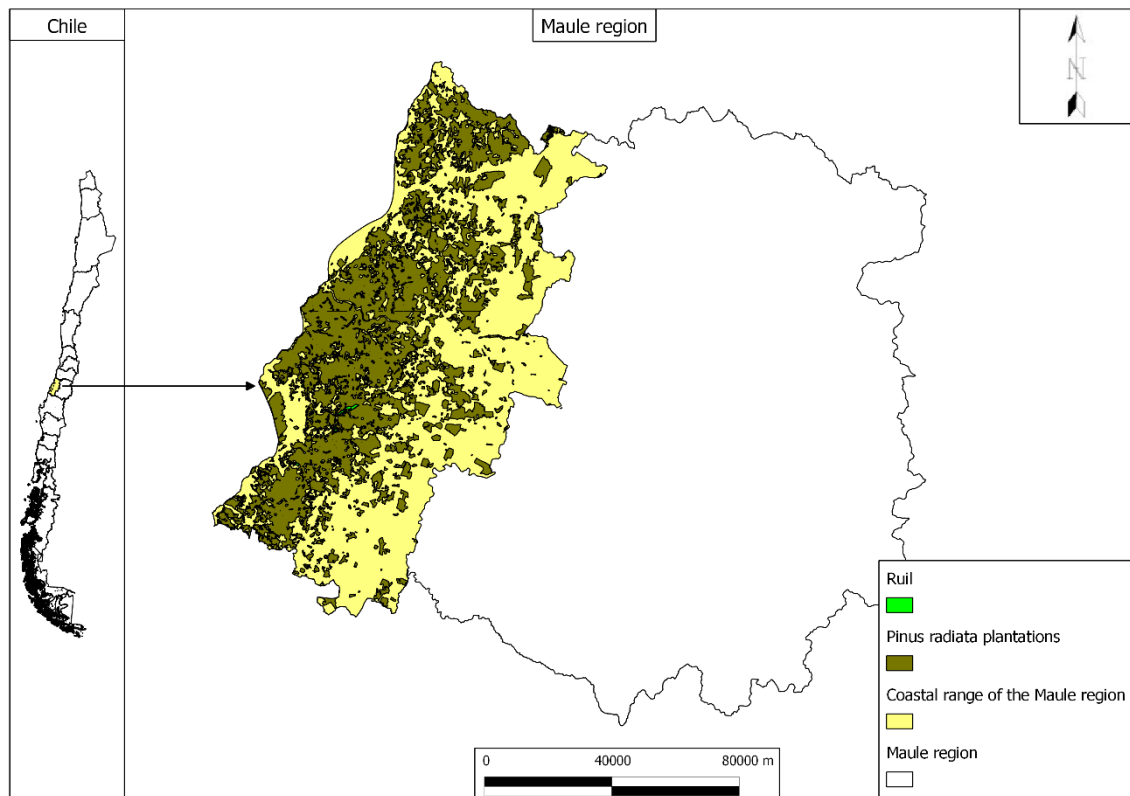 Chile
Maule region
N
Ruil
Pinus radiata plantations
Coastal range of the Maule region
Maule region
0 40000 80000 m